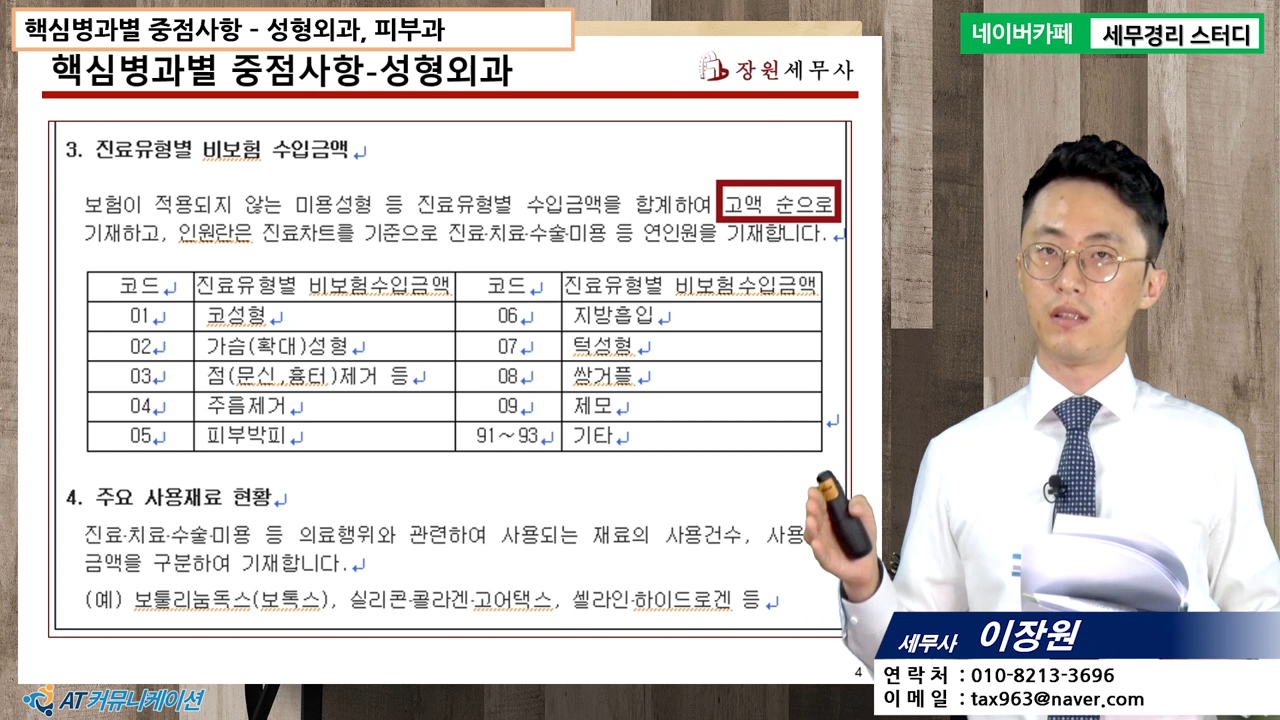 핵심병과별 중점사항 - 성형외과, 피부과
네이버카페 세무경리 스터디
핵심병과별 중점사항-성형외과
장원세무사
3. 진료유형별 비보험 수입금액
보험이 적용되지 않는 미용성형 등 진료유형별 수입금액을 합계하여 고액 순으로
기재하고, 인원란은 진료차트를 기준으로 진료·치료·수술·미용 등 연인원을 기재합니다.
코드 진료유형별 비보험수입금액 코드 진료유형별 비보험수입금액
01 코성형 06 지방흡입
02 가슴(확대)성형 07 턱성형
03 점(문신,흉터)제거 등 08 쌍거플
04 주름제거 09 제모
05 피부박피 91~93 기타
4. 주요 사용재료 현황
진료·치료·수술·미용 등 의료행위와 관련하여 사용되는 재료의 사용건수, 사용
금액을 구분하여 기재합니다.
(예) 보툴리눔독스(보톡스), 실리콘·콜라겐·고어택스, 셀라인·하이드로겐 등
4
세무사 이장원
연락처 : 010-8213-3696
이메일 : tax963@naver.com
AT커뮤니케이션